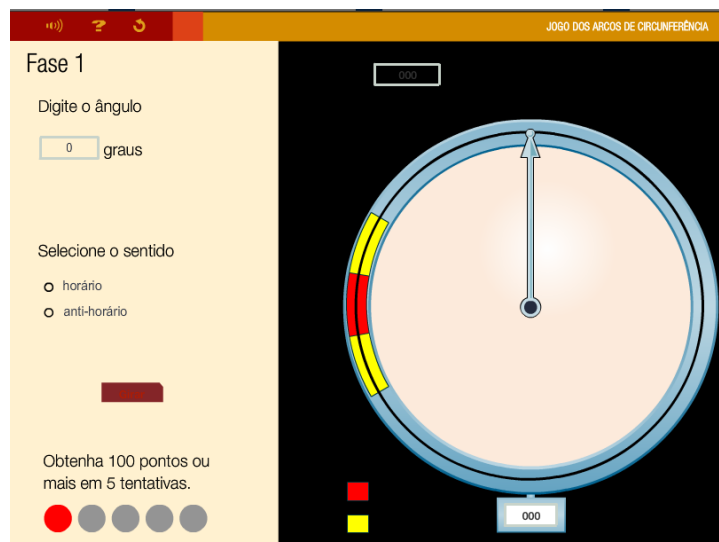 ?
JOGO DOS ARCOS DE CIRCUNFERÊNCIA
Fase 1
000
Digite o ângulo
0 graus
Selecione o sentido
horário
anti-horário
Obtenha 100 pontos ou
mais em 5 tentativas.
000